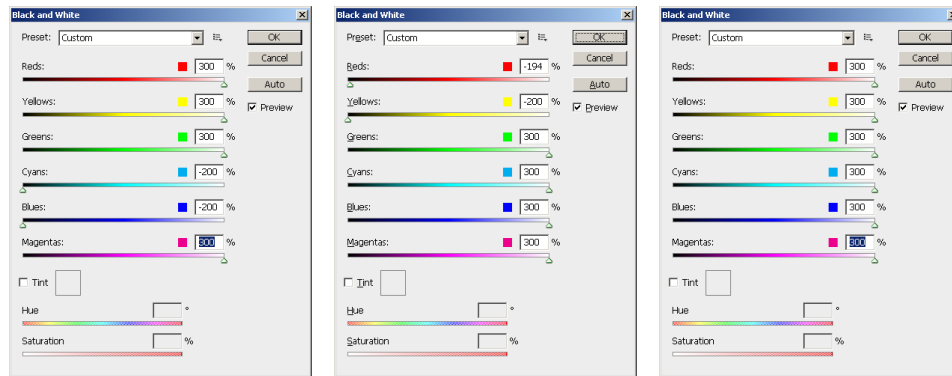 Black and White
Preset: Custom OK
Cancel
Reds: 300 %
Auto
Yellows: 300 % Preview
Greens: 300 %
Cyans: -200 %
Blues: -200 %
Magentas: 300 %
Tint
Hue °
Saturation %
Black and White
Preset: Custom OK
Cancel
Reds: -194 %
Auto
Yellows: -200 % Preview
Greens: 300 %
Cyans: 300 %
Blues: 300 %
Magentas: 300 %
Tint
Hue °
Saturation %
Black and White
Preset: Custom OK
Cancel
Reds: 300 %
Auto
Yellows: 300 % Preview
Greens: 300 %
Cyans: 300 %
Blues: 300 %
Magentas: 300 %
Tint
Hue °
Saturation %